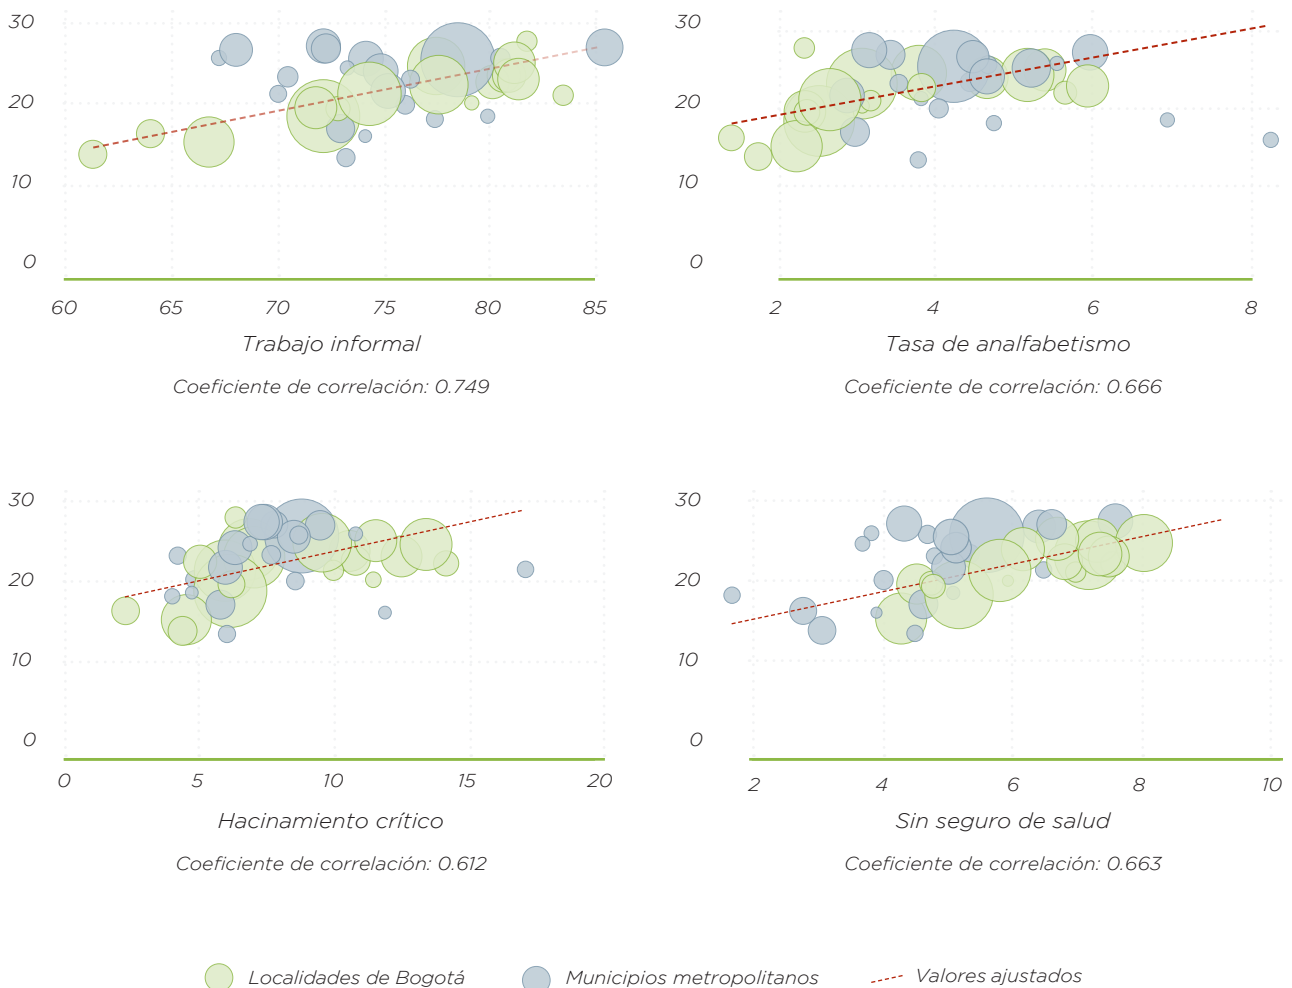 30
20
10
0
60 65 70 75 80 85
Trabajo informal
Coeficiente de correlación: 0.749
30
20
10
0
2 4 6 8
Tasa de analfabetismo
Coeficiente de correlación: 0.666
30
20
10
0
0 5 10 15 20
Hacinamiento crítico
Coeficiente de correlación: 0.612
30
20
10
0
2 4 6 8 10
Sin seguro de salud
Coeficiente de correlación: 0.663
Localidades de Bogotá
Municipios metropolitanos
Valores ajustados